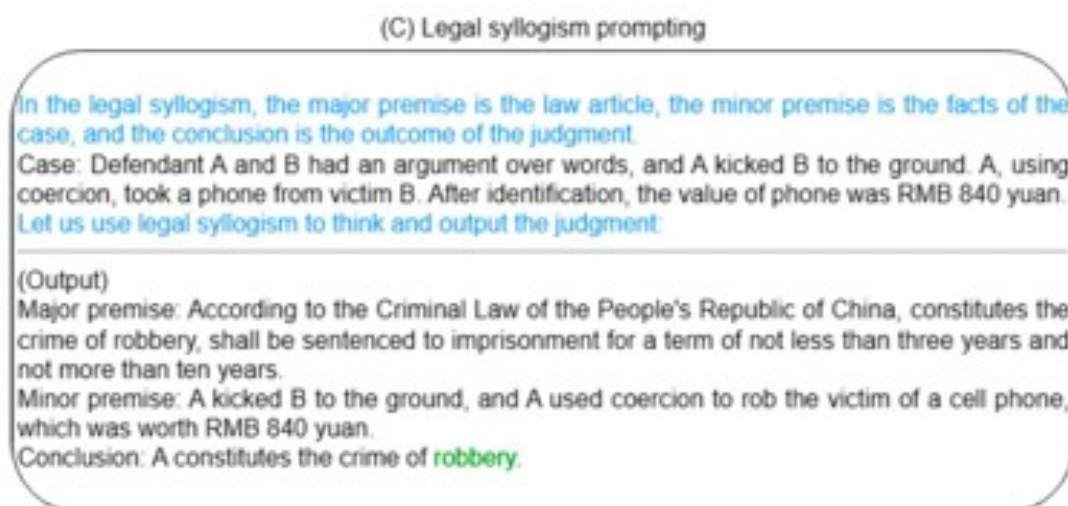 (C) Legal syllogism prompting
In the legal syllogism, the major premise is the law article, the minor premise is the facts of the
case, and the conclusion is the outcome of the judgment.
Case: Defendant A and B had an argument over words, and A kicked B to the ground. A, using
coercion, took a phone from victim B. After identification, the value of phone was RMB 840 yuan.
Let us use legal syllogism to think and output the judgment:
(Output)
Major premise: According to the Criminal Law of the People's Republic of China, constitutes the
crime of robbery, shall be sentenced to imprisonment for a term of not less than three years and
not more than ten years.
Minor premise: A kicked B to the ground, and A used coercion to rob the victim of a cell phone,
which was worth RMB 840 yuan.
Conclusion: A constitutes the crime of robbery.